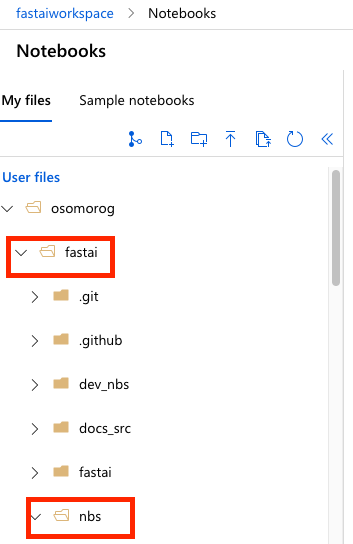 fastaiworkspace > Notebooks
Notebooks
My files Sample notebooks
User files
osomorog
fastai
.git
.github
dev_nbs
docs_src
fastai
nbs